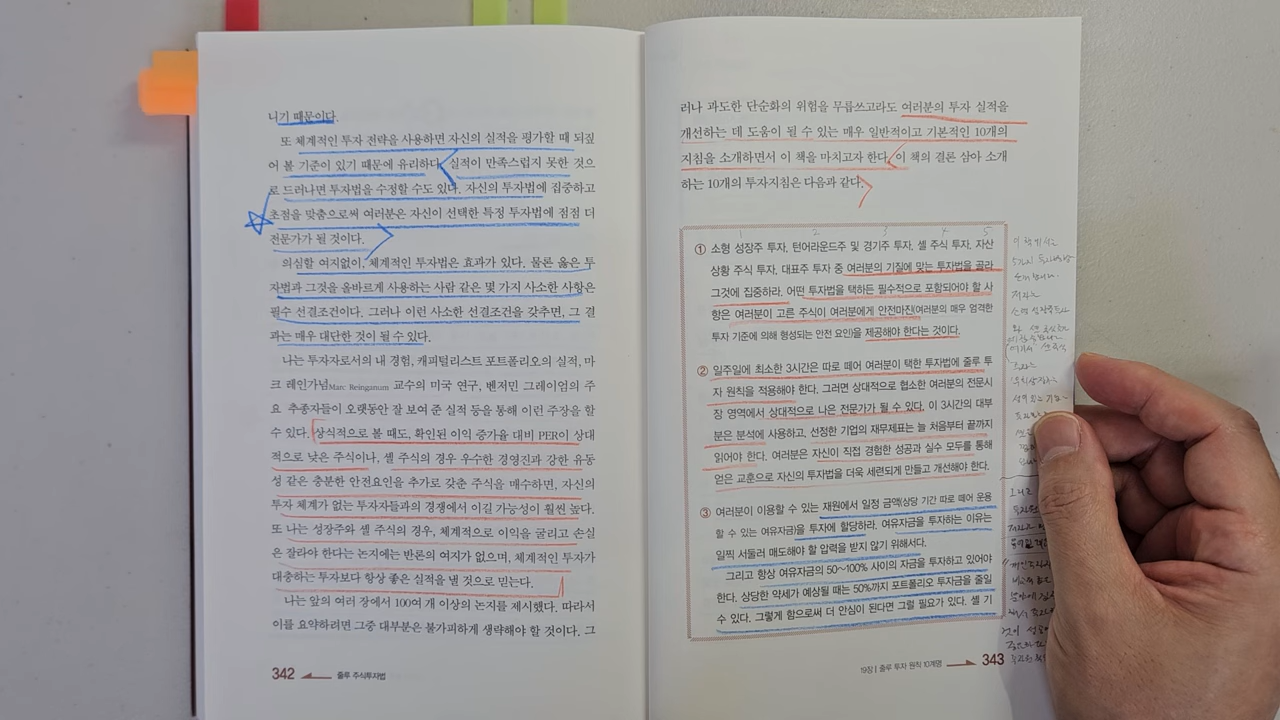 니기 때문이다.
또 체계적인 투자 전략을 사용하면 자신의 실적을 평가할 때 되짚
어 볼 기준이 있기 때문에 유리하다. 실적이 만족스럽지 못한 것으
로 드러나면 투자법을 수정할 수도 있다. 자신의 투자법에 집중하고
초점을 맞춤으로써 여러분은 자신이 선택한 특정 투자법에 점점 더
전문가가 될 것이다.
의심할 여지없이, 체계적인 투자법은 효과가 있다. 물론 옳은 투
자법과 그것을 올바르게 사용하는 사람 같은 몇 가지 사소한 사항은
필수 선결조건이다. 그러나 이런 사소한 선결조건을 갖추면, 그 결
과는 매우 대단한 것이 될 수 있다.
나는 투자자로서의 내 경험, 캐피털리스트 포트폴리오의 실적, 마
크 레인가넘Marc Reinganum 교수의 미국 연구, 벤저민 그레이엄의 주
요 추종자들이 오랫동안 잘 보여 준 실적 등을 통해 이런 주장을 할
수 있다. 상식적으로 볼 때도, 확인된 이익 증가율 대비 PER이 상대
적으로 낮은 주식이나, 셸 주식의 경우 우수한 경영진과 강한 유동
성 같은 충분한 안전요인을 추가로 갖춘 주식을 매수하면, 자신의
투자 체계가 없는 투자자들과의 경쟁에서 이길 가능성이 훨씬 높다.
또 나는 성장주와 셸 주식의 경우, 체계적으로 이익을 굴리고 손실
은 잘라야 한다는 논지에는 반론의 여지가 없으며, 체계적인 투자가
대충하는 투자보다 항상 좋은 실적을 낼 것으로 믿는다.
나는 앞의 여러 장에서 100여 개 이상의 논지를 제시했다. 따라서
이를 요약하려면 그중 대부분은 불가피하게 생략해야 할 것이다. 그
342 줄루 주식투자법
러나 과도한 단순화의 위험을 무릅쓰고라도 여러분의 투자 실적을
개선하는 데 도움이 될 수 있는 매우 일반적이고 기본적인 10개의
지침을 소개하면서 이 책을 마치고자 한다. 이 책의 결론 삼아 소개
하는 10개의 투자지침은 다음과 같다.
1 2 3 4 5
① 소형 성장주 투자, 턴어라운드주 및 경기주 투자, 셸 주식 투자, 자산
상황 주식 투자, 대표주 투자 중 여러분의 기질에 맞는 투자법을 골라
그것에 집중하라. 어떤 투자법을 택하든 필수적으로 포함되어야 할 사
항은 여러분이 고른 주식이 여러분에게 안전마진(여러분의 매우 엄격한
투자 기준에 의해 형성되는 안전 요인)을 제공해야 한다는 것이다.
② 일주일에 최소한 3시간은 따로 떼어 여러분이 택한 투자법에 줄루 투
자 원칙을 적용해야 한다. 그러면 상대적으로 협소한 여러분의 전문시
장 영역에서 상대적으로 나은 전문가가 될 수 있다. 이 3시간의 대부
분은 분석에 사용하고, 선정한 기업의 재무제표는 늘 처음부터 끝까지
읽어야 한다. 여러분은 자신이 직접 경험한 성공과 실수 모두를 통해
얻은 교훈으로 자신의 투자법을 더욱 세련되게 만들고 개선해야 한다.
③ 여러분이 이용할 수 있는 재원에서 일정 금액(상당 기간 따로 떼어 운용
할 수 있는 여유자금)을 투자에 할당하라. 여유자금을 투자하는 이유는
일찍 서둘러 매도해야 할 압력을 받지 않기 위해서다.
그리고 항상 여유자금의 50~100% 사이의 자금을 투자하고 있어야
한다. 상당한 약세가 예상될 때는 50%까지 포트폴리오 투자금을 줄일
수 있다. 그렇게 함으로써 더 안심이 된다면 그럴 필요가 있다. 셸 기
19장 | 줄루 투자 원칙 10계명 343